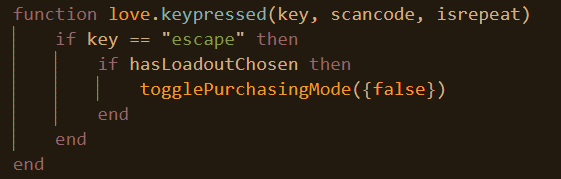 function love.keypressed(key, scancode, isrepeat)
    if key == "escape" then
        if hasLoadoutChosen then
            togglePurchasingMode({false})
        end
    end
end